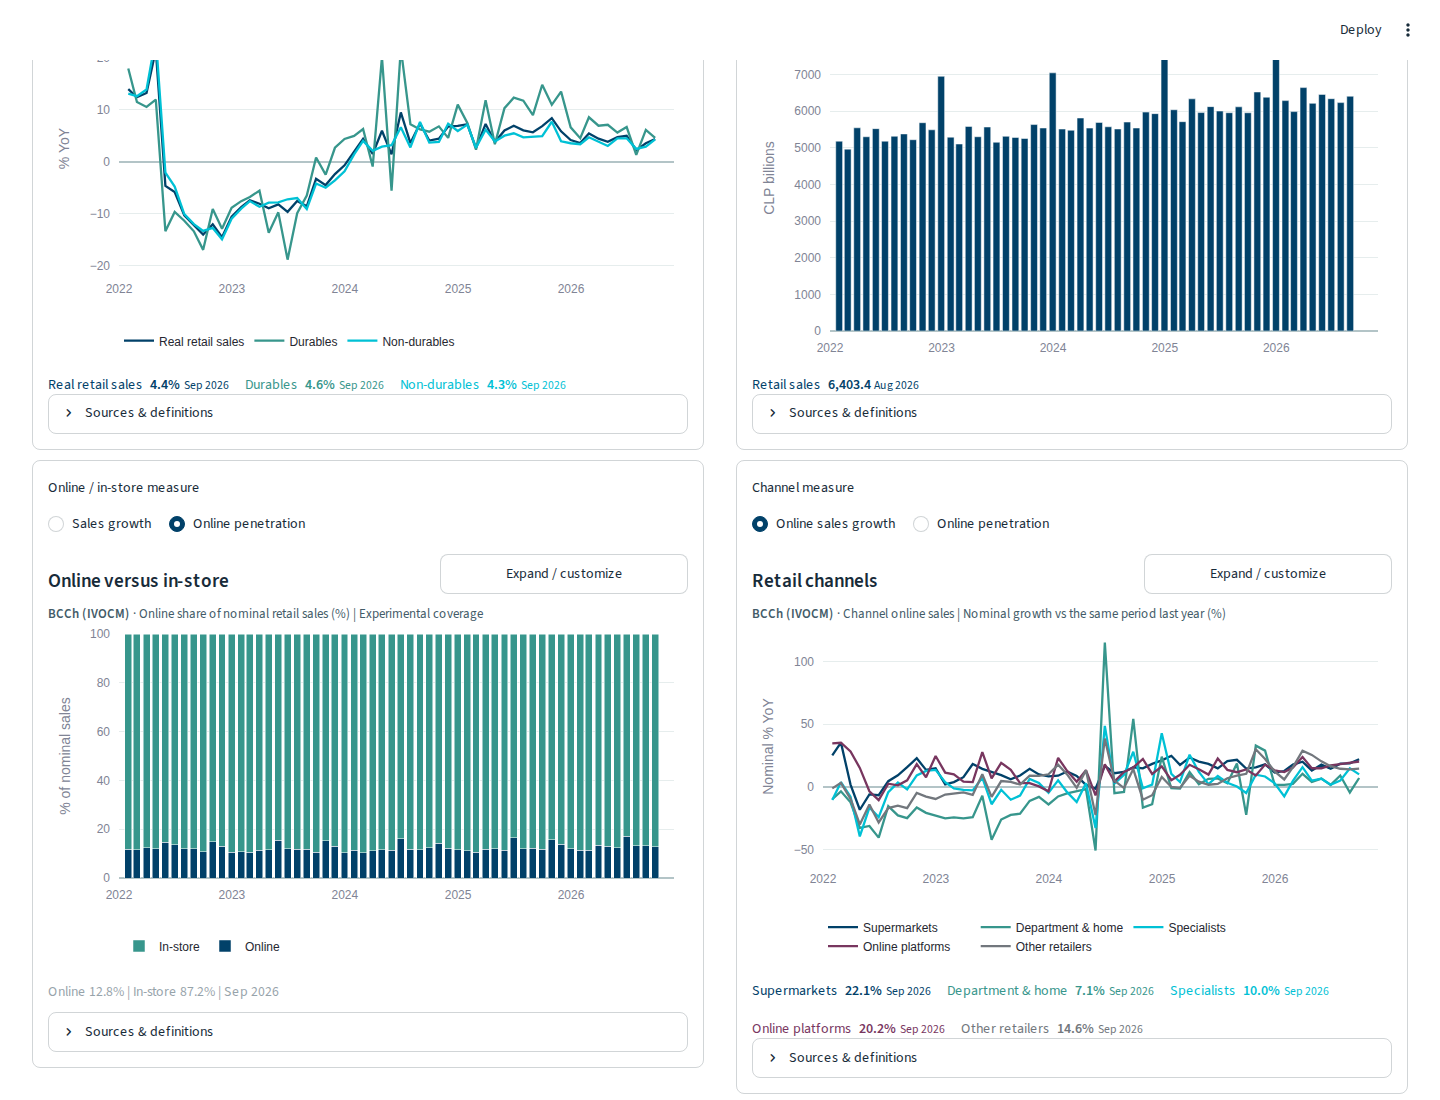 Deploy
20
10
0
−10
−20
% YoY
2022 2023 2024 2025 2026
Real retail sales Durables Non-durables
Real retail sales 4.4% Sep 2026 Durables 4.6% Sep 2026 Non-durables 4.3% Sep 2026
Sources & definitions
7000
6000
5000
4000
3000
2000
1000
0
CLP billions
2022 2023 2024 2025 2026
Retail sales 6,403.4 Aug 2026
Sources & definitions
Online / in-store measure
Sales growth Online penetration
Online versus in-store
Expand / customize
BCCh (IVOCM) · Online share of nominal retail sales (%) | Experimental coverage
100
80
60
40
20
0
% of nominal sales
2022 2023 2024 2025 2026
In-store Online
Online 12.8% | In-store 87.2% | Sep 2026
Sources & definitions
Channel measure
Online sales growth Online penetration
Retail channels
Expand / customize
BCCh (IVOCM) · Channel online sales | Nominal growth vs the same period last year (%)
100
50
0
−50
Nominal % YoY
2022 2023 2024 2025 2026
Supermarkets Department & home Specialists
Online platforms Other retailers
Supermarkets 22.1% Sep 2026 Department & home 7.1% Sep 2026 Specialists 10.0% Sep 2026
Online platforms 20.2% Sep 2026 Other retailers 14.6% Sep 2026
Sources & definitions